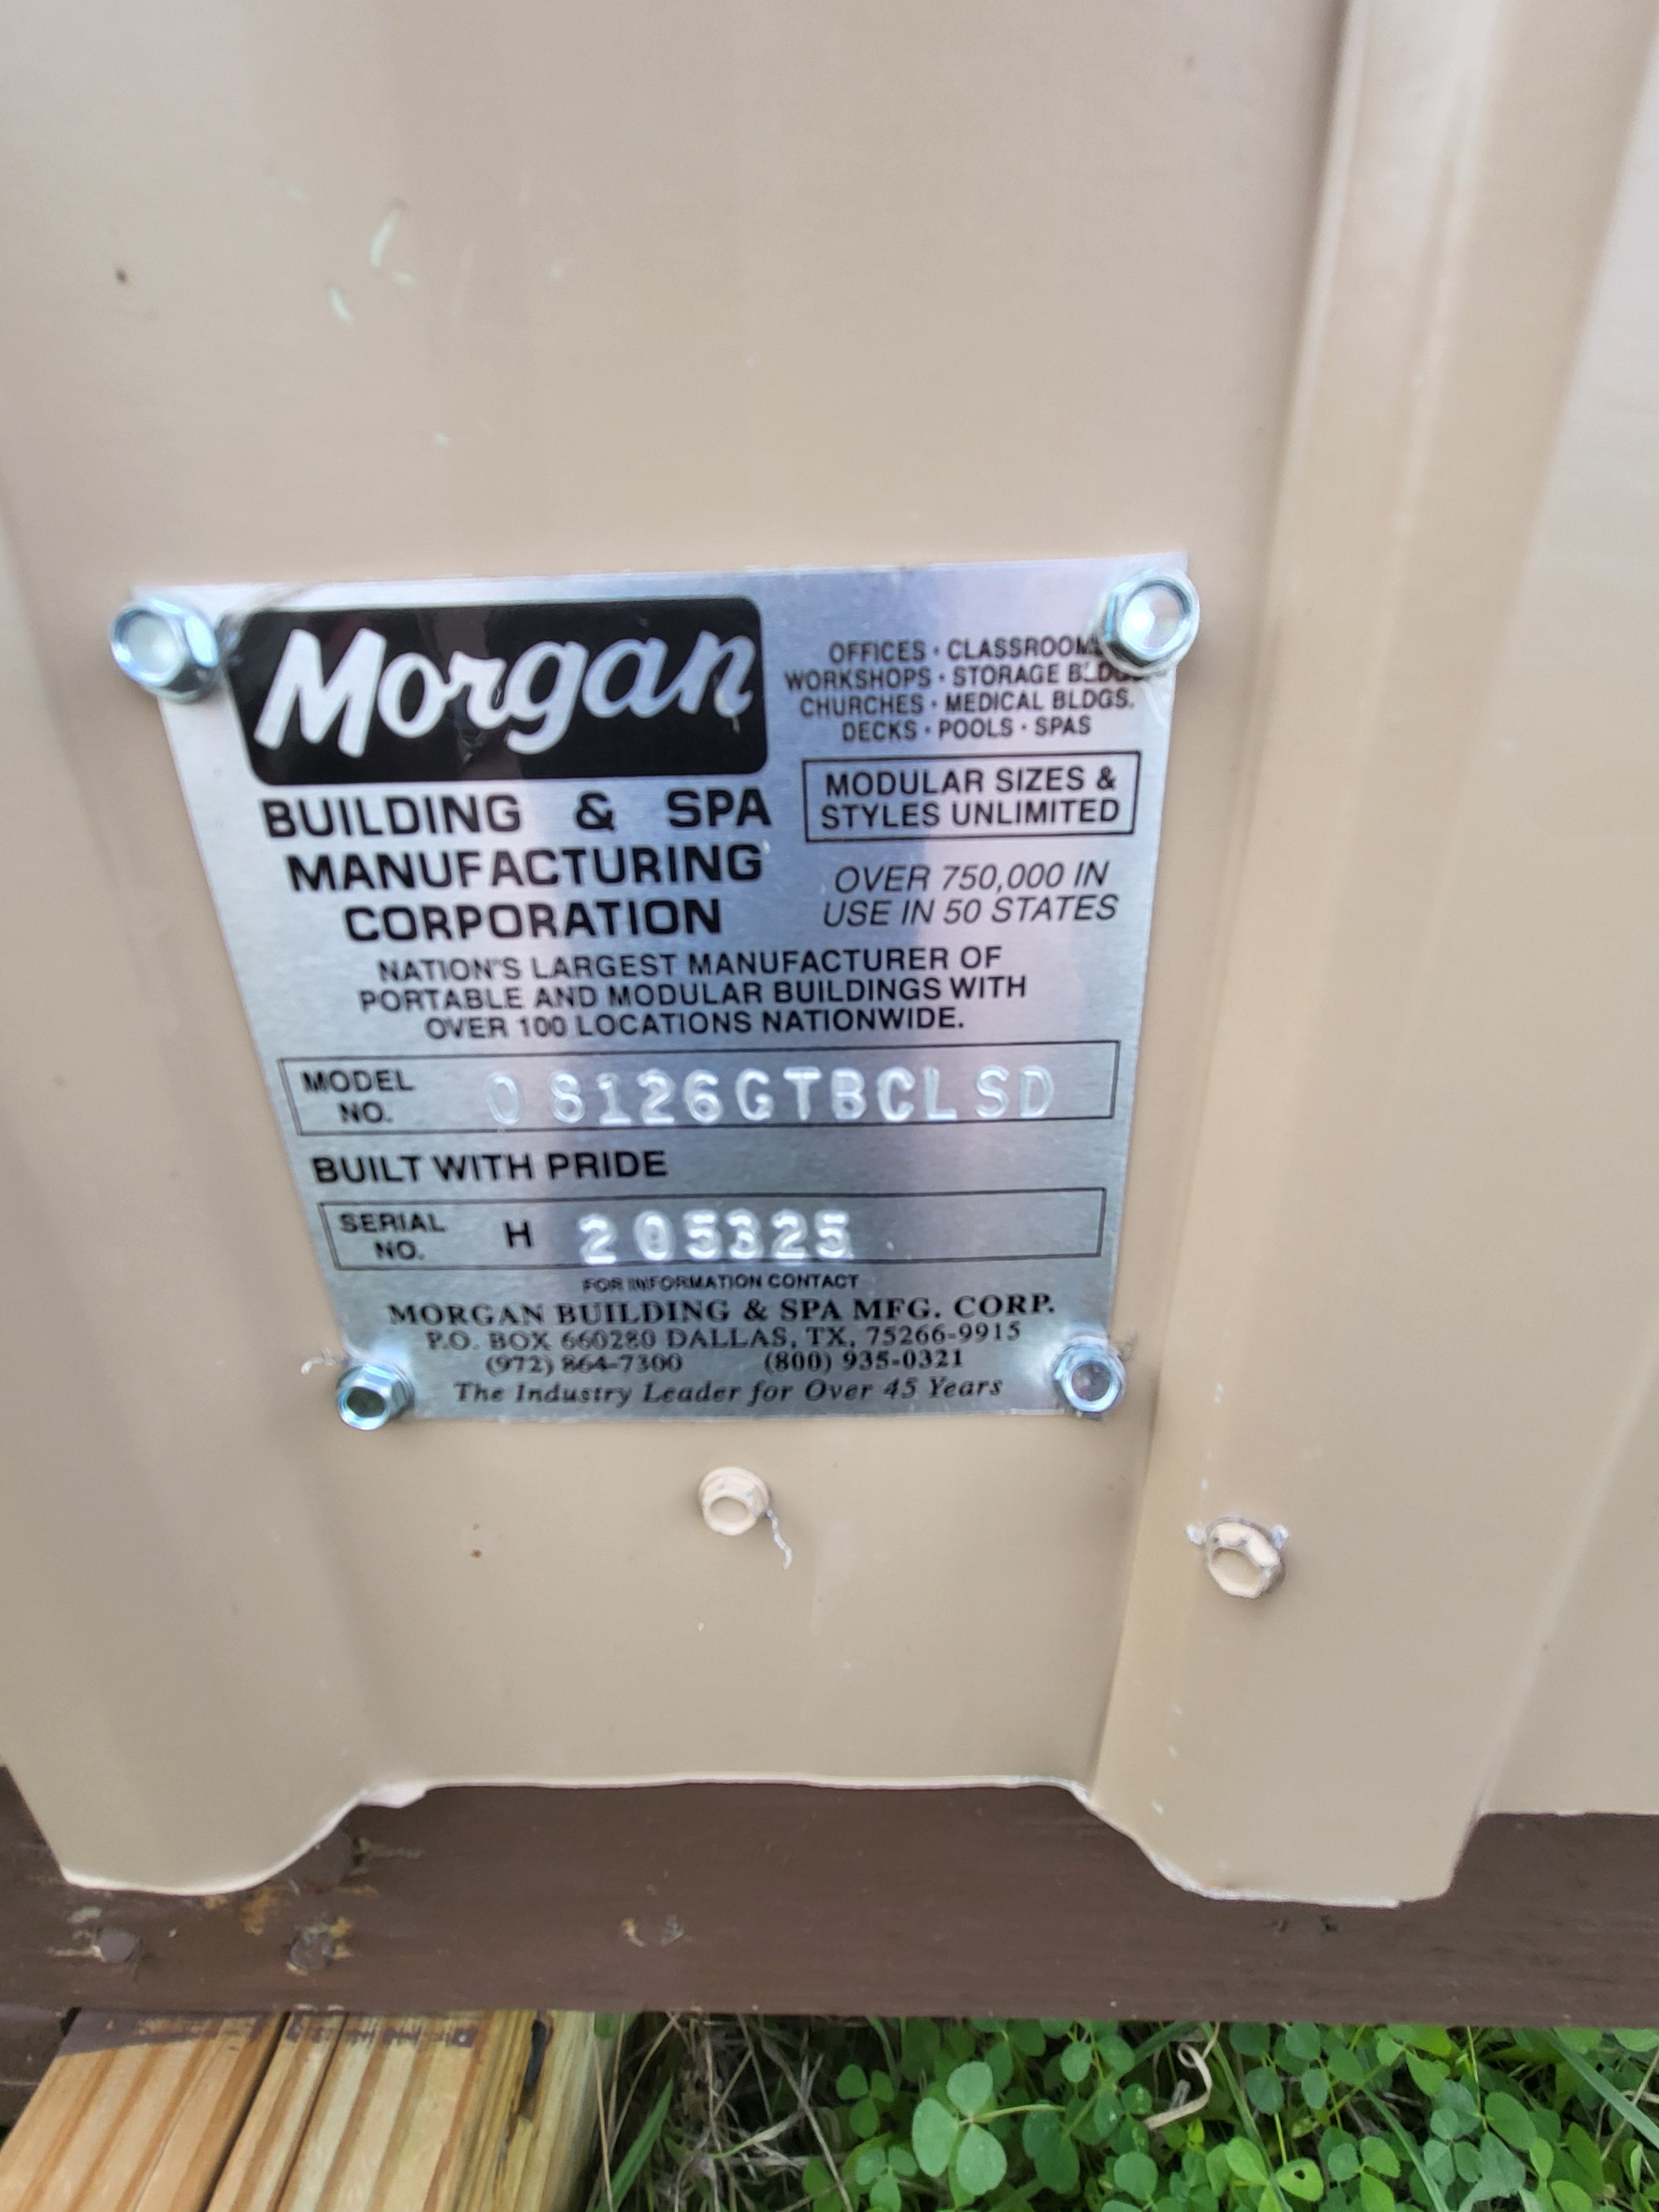 Morgan
BUILDING & SPA
MANUFACTURING
CORPORATION
OFFICES · CLASSROOMS
WORKSHOPS · STORAGE BLDGS.
CHURCHES · MEDICAL BLDGS.
DECKS · POOLS · SPAS
MODULAR SIZES &
STYLES UNLIMITED
OVER 750,000 IN
USE IN 50 STATES
NATION"S LARGEST MANUFACTURER OF
PORTABLE AND MODULAR BUILDINGS WITH
OVER 100 LOCATIONS NATIONWIDE.
MODEL NO. 08126GTBCLSD
BUILT WITH PRIDE
SERIAL NO. H 205325
FOR INFORMATION CONTACT
MORGAN BUILDING & SPA MFG. CORP.
P.O. BOX 660280 DALLAS, TX, 75266-9915
(972) 864-7300 (800) 935-0321
The Industry Leader for Over 45 Years